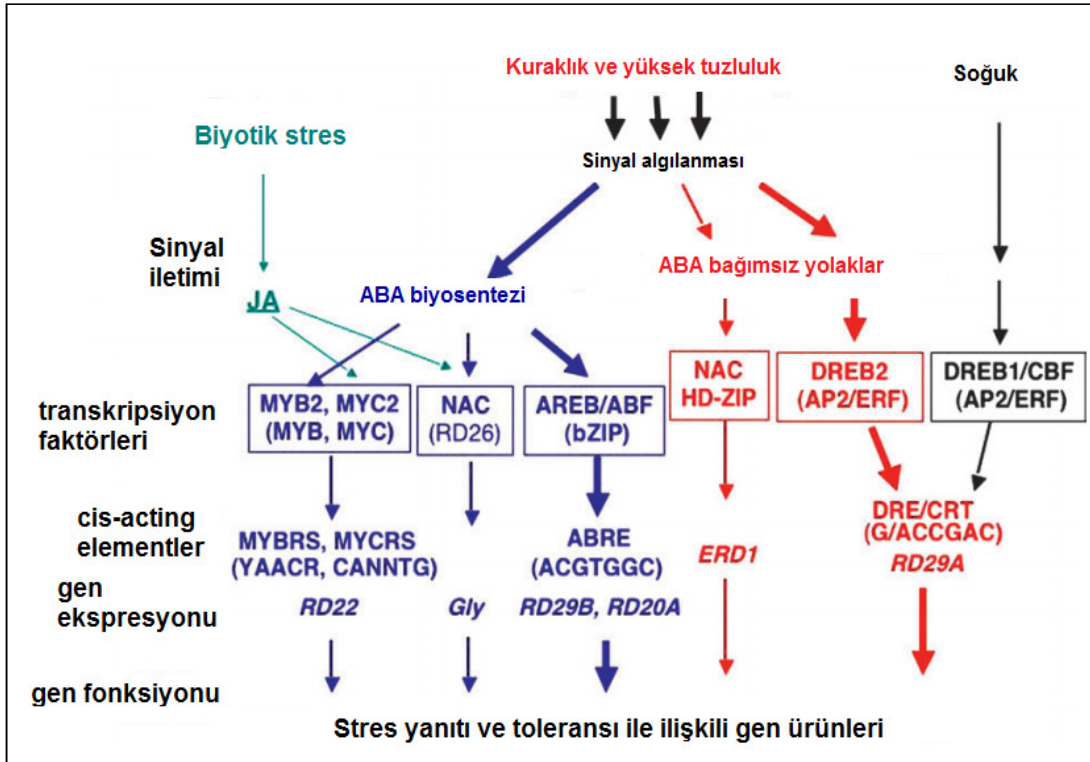 Kuraklık ve yüksek tuzluluk
Soğuk
Biyotik stres
Sinyal algılanması
Sinyal
iletimi
ABA bağımsız yolaklar
JA
ABA biyosentezi
transkripsiyon
faktörleri
MYB2, MYC2
(MYB, MYC)
NAC
(RD26)
AREB/ABF
(bZIP)
NAC
HD-ZIP
DREB2
(AP2/ERF)
DREB1/CBF
(AP2/ERF)
cis-acting
elementler
MYBRS, MYCRS
(YAACR, CANNTG)
ABRE
(ACGTGGC)
ERD1
DRE/CRT
(G/ACCGAC)
RD29A
gen
ekspresyonu
RD22
Gly
RD29B, RD20A
gen fonksiyonu
Stres yanıtı ve toleransı ile ilişkili gen ürünleri